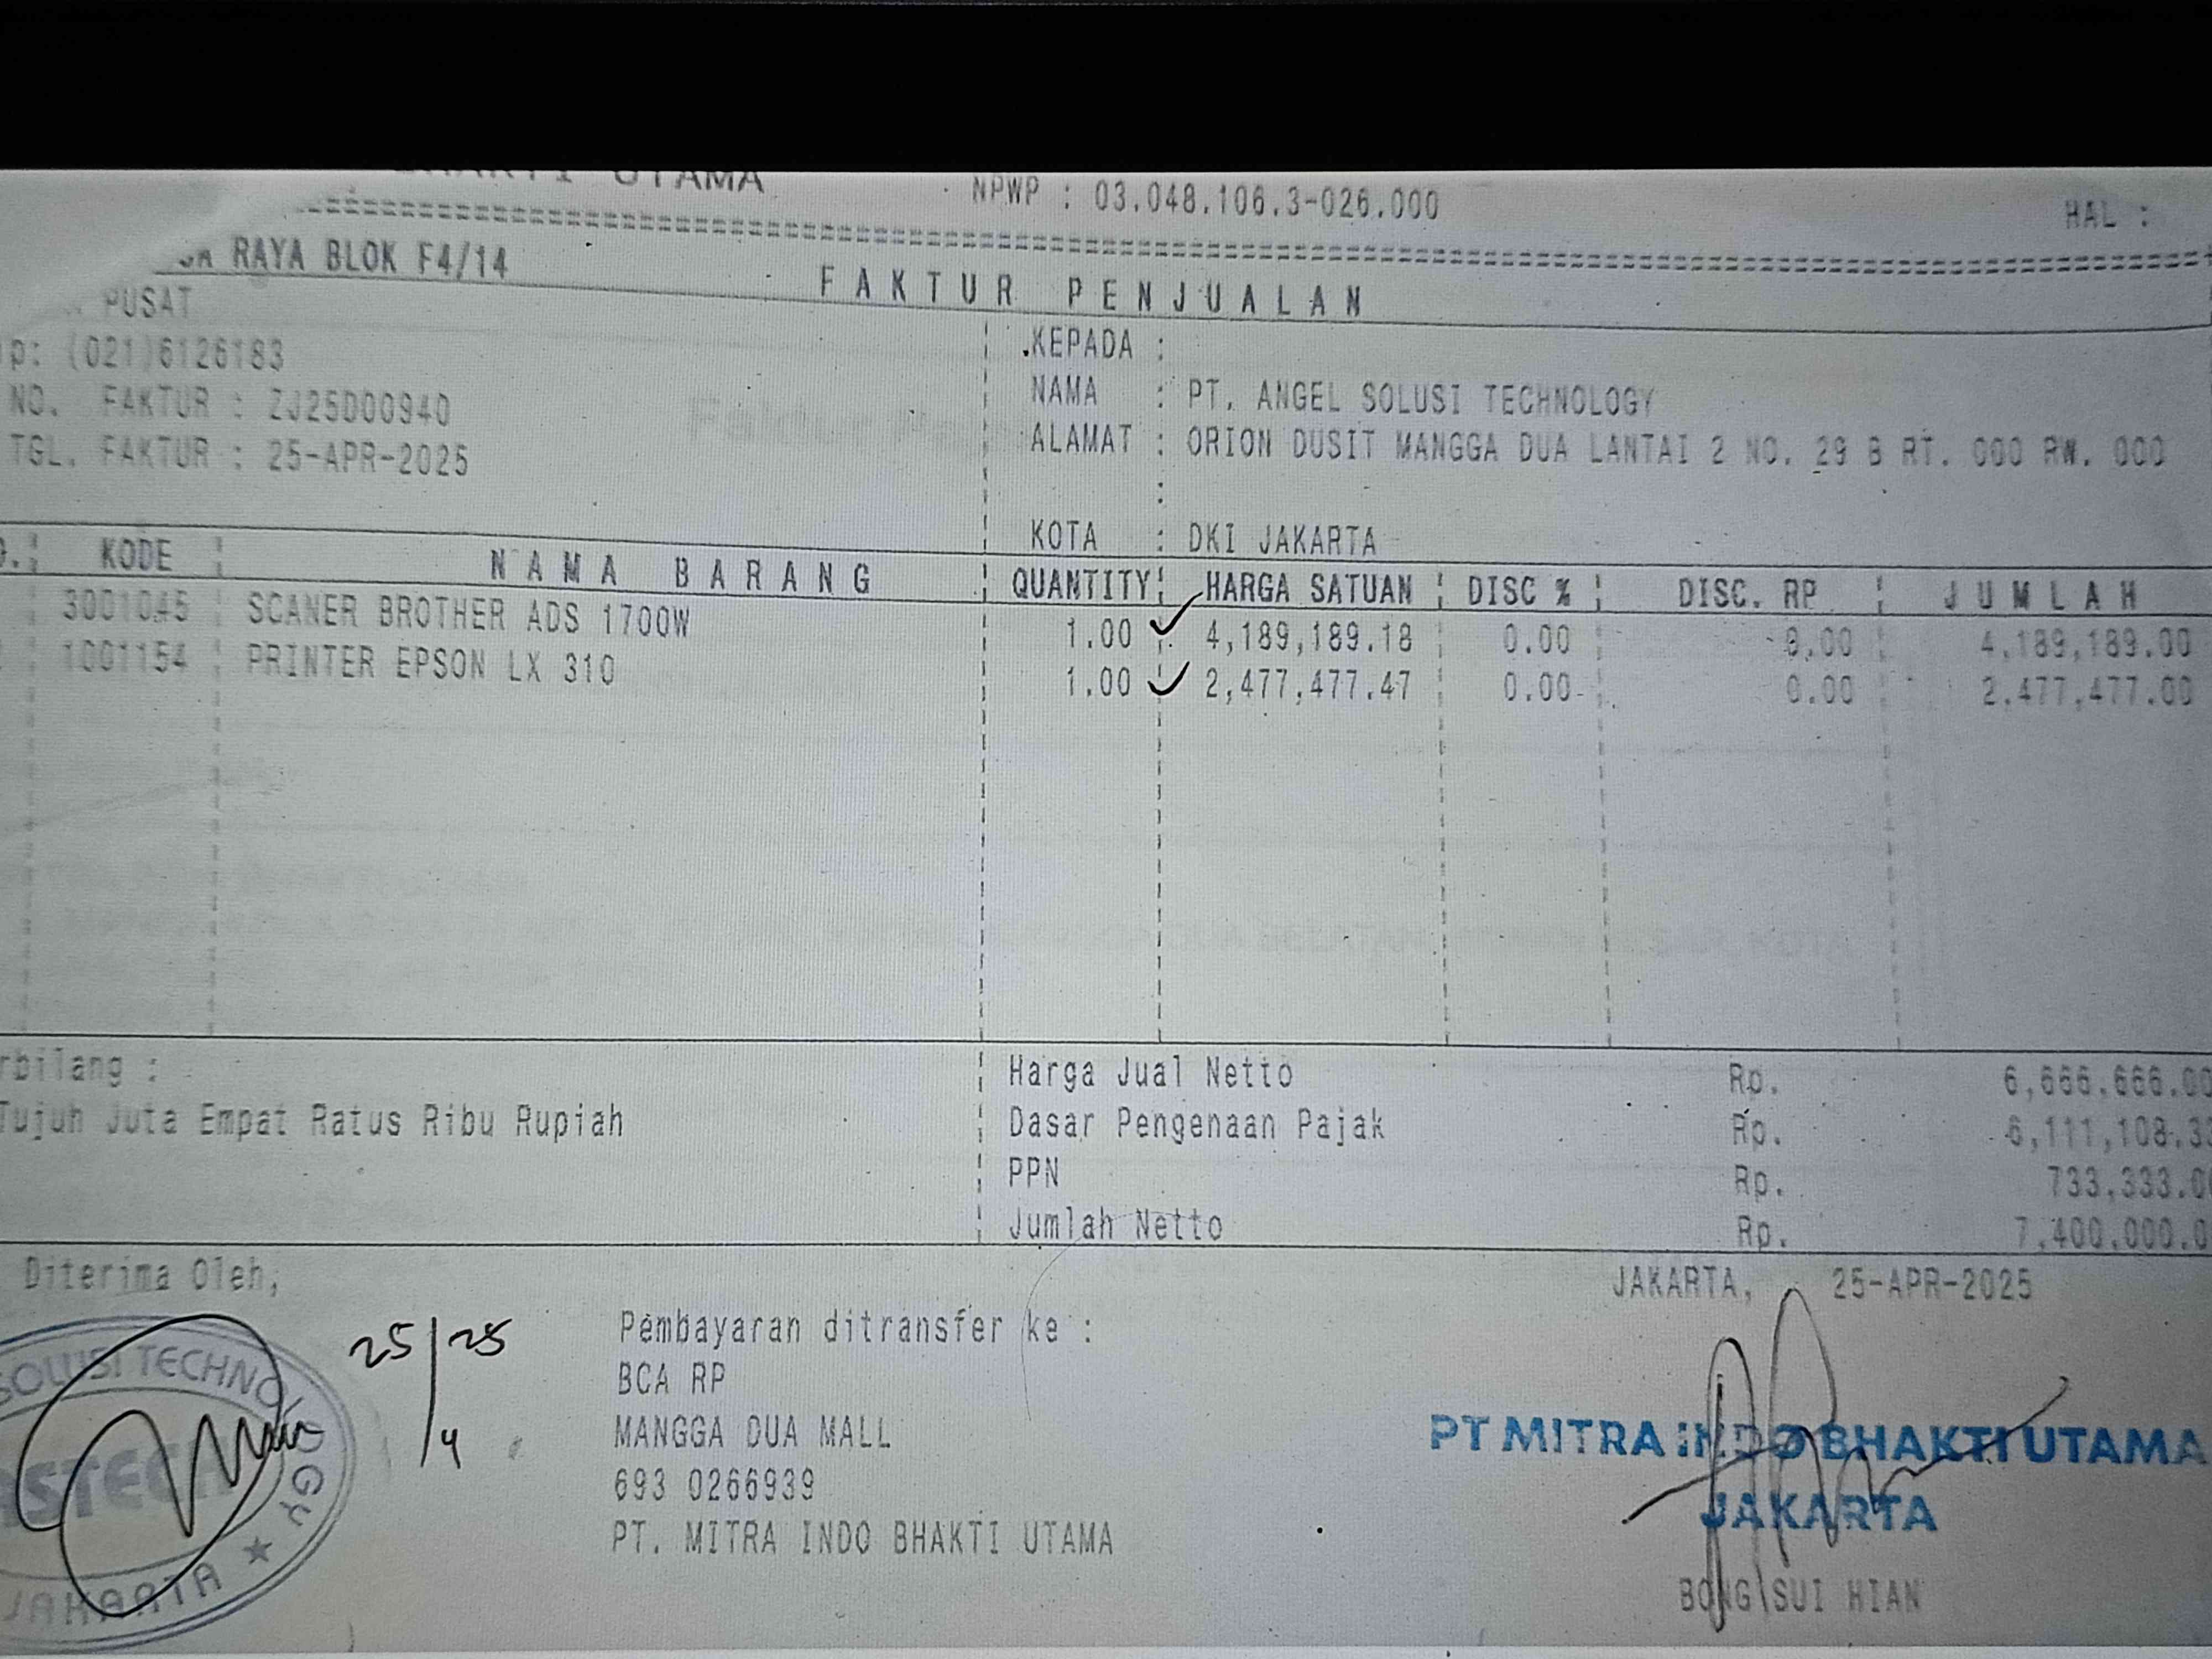 BHAKTI UTAMA NPWP : 03.048.106.3-026.000 HAL :
RAYA BLOK F4/14
FAKTUR PENJUALAN
PUSAT
p: (021)6126183
NO. FAKTUR : ZJ25D00940
TGL. FAKTUR : 25-APR-2025
KEPADA :
NAMA : PT. ANGEL SOLUSI TECHNOLOGY
ALAMAT : ORION DUSIT MANGGA DUA LANTAI 2 NO. 29 B RT. 000 RW. 000
:
KOTA : DKI JAKARTA
KODE NAMA BARANG QUANTITY HARGA SATUAN DISC % DISC. RP JUMLAH
3001045 SCANER BROTHER ADS 1700W 1.00 4,189,189.18 0.00 0.00 4,189,189.00
1001154 PRINTER EPSON LX 310 1.00 2,477,477.47 0.00 0.00 2,477,477.00
rbilang :
Tujuh Juta Empat Ratus Ribu Rupiah
Harga Jual Netto Rp. 6,666,666.00
Dasar Pengenaan Pajak Rp. 6,111,108.33
PPN Rp. 733,333.00
Jumlah Netto Rp. 7,400,000.0
Diterima Oleh,
25/4 25
SOLUSI TECHNOLOGY
ASTECH
JAKARTA
Pembayaran ditransfer ke :
BCA RP
MANGGA DUA MALL
693 0266939
PT. MITRA INDO BHAKTI UTAMA
JAKARTA, 25-APR-2025
PT MITRA INDO BHAKTI UTAMA
JAKARTA
BONG SUI HIAN